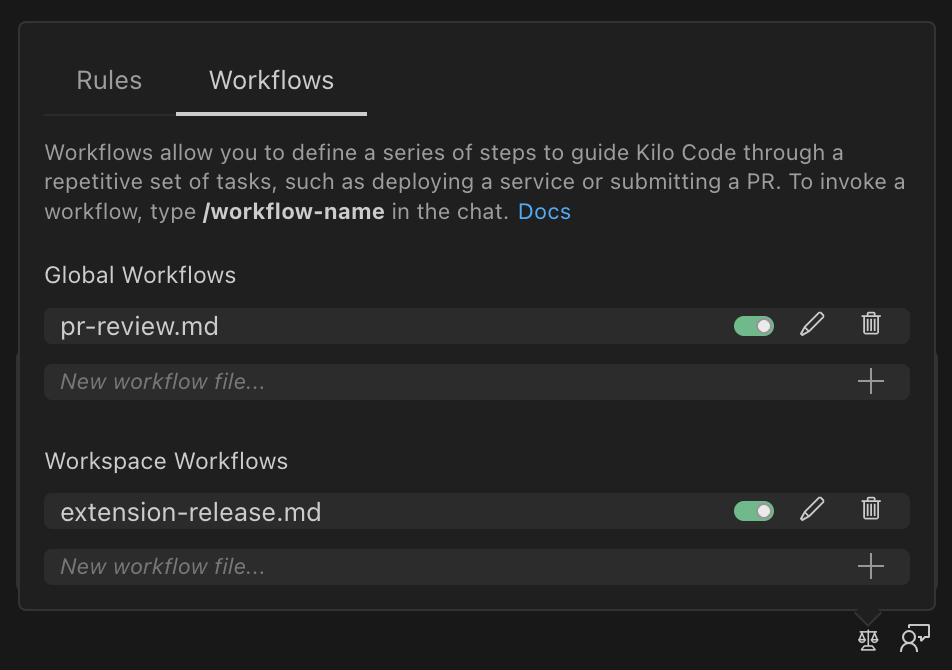 Rules
Workflows
Workflows allow you to define a series of steps to guide Kilo Code through a
repetitive set of tasks, such as deploying a service or submitting a PR. To invoke a
workflow, type /workflow-name in the chat. Docs
Global Workflows
pr-review.md
New workflow file...
Workspace Workflows
extension-release.md
New workflow file...